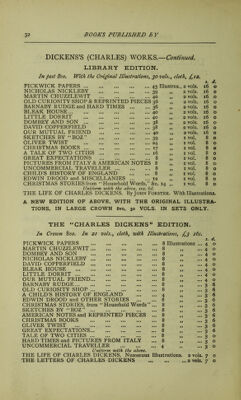 32 BOOKS PUBLISHED BY
DICKENS'S (CHARLES) WORKS.—Continued.
LIBRARY EDITION.
In post 8vo. With the Original Illustrations, 30 vols., cloth, £12.
s. d.
PICKWICK PAPERS ... 43 Illustrns., 2 vols. 16 0
NICHOLAS NICKLEBY ... 39 " 2 vols. 16 0
MARTIN CHUZZLEWIT ... 40 " 2 vols. 16 0
OLD CURIOSITY SHOP & REPRINTED PIECES 36 " 2 vols. 16 0
BARNABY RUDGE and HARD TIMES ... 36 " 2 vols. 16 0
BLEAK HOUSE ... 40 " 2 vols. 16 0
LITTLE DORRIT ... 40 " 2 vols. 16 0
DOMBEY AND SON ... 38 " 2 vols. 16 0
DAVID COPPERFIELD ... 38 " 2 vols. 16 0
OUR MUTUAL FRIEND ... 40 " 2 vols. 16 0
SKETCHES BY "BOZ" ... 39 " 1 vol. 8 0
OLIVER TWIST ... 24 " 1 vol. 8 0
CHRISTMAS BOOKS ... 17 " 1 vol. 8 0
A TALE OF TWO CITIES ... 16 " 1 vol. 8 0
GREAT EXPECTATIONS ... 8 " 1 vol. 8 0
PICTURES FROM ITALY & AMERICAN NOTES 8 " 1 vol. 8 0
UNCOMMERCIAL TRAVELLER ... 8 " 1 vol. 8 0
CHILD'S HISTORY OF ENGLAND ... 8 " 1 vol. 8 0
EDWIN DROOD and MISCELLANIES ... 12 " 1 vol. 8 0
CHRISTMAS STORIES from "Household Words," &c. 14 " 1 vol. 8 0
Uniform with the above, 10s. 6d.
THE LIFE OF CHARLES DICKENS. By JOHN FORSTER. With Illustrations.
A NEW EDITION OF ABOVE, WITH THE ORIGINAL ILLUSTRA-
TIONS, IN LARGE CROWN 8vo, 30 VOLS. IN SETS ONLY.
THE "CHARLES DICKENS" EDITION.
In Crown 8vo. In 21 vols., cloth, with Illustrations, £3 16s.
s. d.
PICKWICK PAPERS ... 8 Illustrations ... 4 0
MARTIN CHUZZLEWIT ... 8 " 4 0
DOMBEY AND SON ... 8 " 4 0
NICHOLAS NICKLEBY ... 8 " 4 0
DAVID COPPERFIELD ... 8 " 4 0
BLEAK HOUSE ... 8 " 4 0
LITTLE DORRIT ... 8 " 4 0
OUR MUTUAL FRIEND ... 8 " 4 0
BARNABY RUDGE ... 8 " 3 6
OLD CURIOSITY SHOP ... 8 " 3 6
A CHILD'S HISTORY OF ENGLAND ... 4 " 3 6
EDWIN DROOD and OTHER STORIES ... 8 " 3 6
CHRISTMAS STORIES, from "Household Words" ... 8 " 3 6
SKETCHES BY "BOZ" ... 8 " 3 6
AMERICAN NOTES and REPRINTED PIECES ... 8 " 3 6
CHRISTMAS BOOKS ... 8 " 3 6
OLIVER TWIST ... 8 " 3 6
GREAT EXPECTATIONS ... 8 " 3 6
TALE OF TWO CITIES ... 8 " 3 0
HARD TIMES and PICTURES FROM ITALY ... 8 " 3 0
UNCOMMERCIAL TRAVELLER ... 4 " 3 0
Uniform with the above.
THE LIFE OF CHARLES DICKENS. Numerous Illustrations. 2 vols. 7 0
THE LETTERS OF CHARLES DICKENS ... 2 vols. 7 0